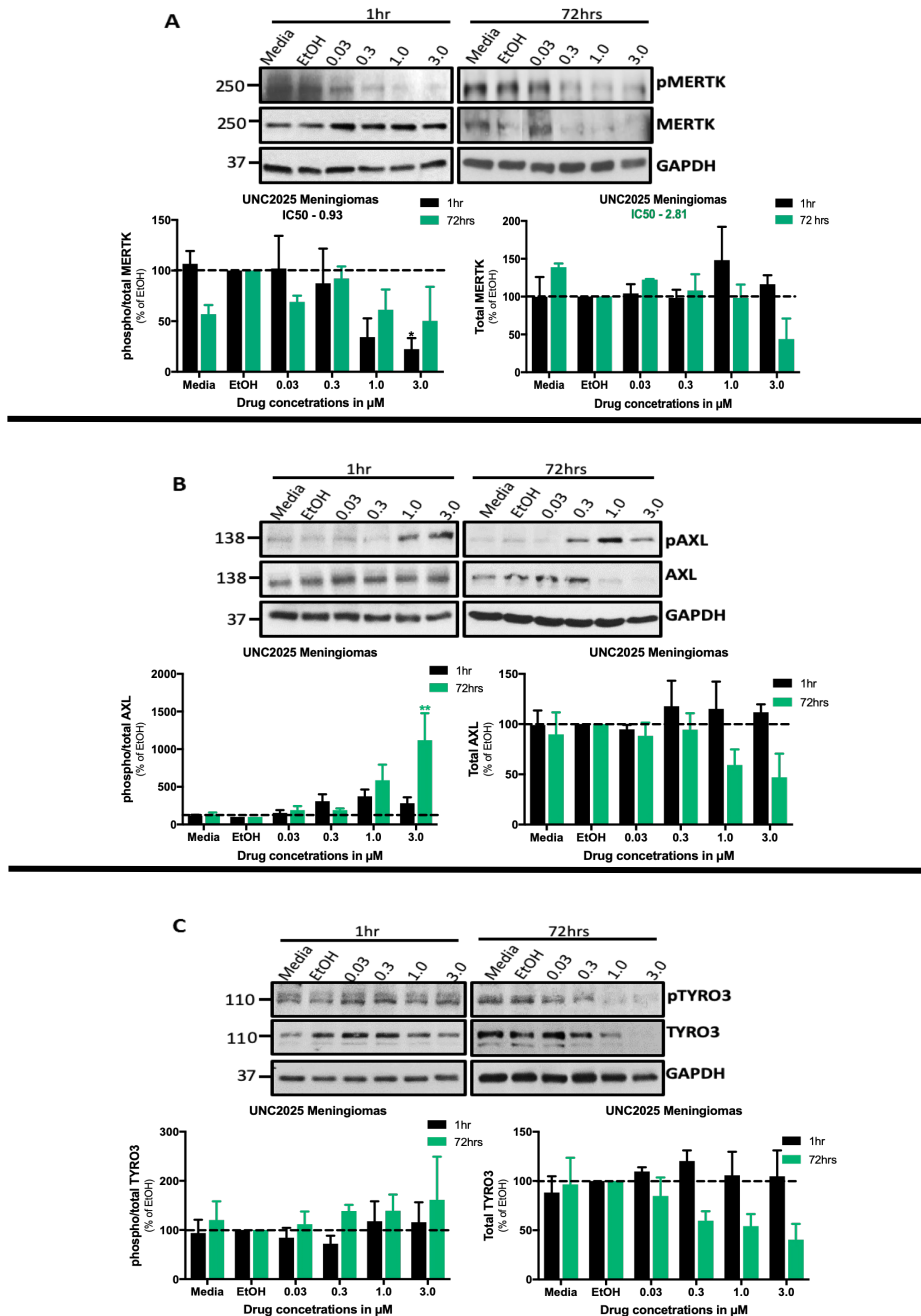 A
1hr
72hrs
Media
EtOH
0.03
0.3
1.0
3.0
Media
EtOH
0.03
0.3
1.0
3.0
250
pMERTK
250
MERTK
37
GAPDH
UNC2025 Meningiomas
IC50 - 0.93
1hr
72hrs
UNC2025 Meningiomas
IC50 - 2.81
1hr
72hrs
phospho/total MERTK
(% of EtOH)
150
100
50
0
Media EtOH 0.03 0.3 1.0 3.0
*
Drug concetrations in µM
Total MERTK
(% of EtOH)
200
150
100
50
0
Media EtOH 0.03 0.3 1.0 3.0
Drug concetrations in µM
B
1hr
72hrs
Media
EtOH
0.03
0.3
1.0
3.0
Media
EtOH
0.03
0.3
1.0
3.0
138
pAXL
138
AXL
37
GAPDH
UNC2025 Meningiomas
1hr
72hrs
UNC2025 Meningiomas
1hr
72hrs
phospho/total AXL
(% of EtOH)
2000
1500
1000
500
0
**
Media EtOH 0.03 0.3 1.0 3.0
Drug concetrations in µM
Total AXL
(% of EtOH)
150
100
50
0
Media EtOH 0.03 0.3 1.0 3.0
Drug concetrations in µM
C
1hr
72hrs
Media
EtOH
0.03
0.3
1.0
3.0
Media
EtOH
0.03
0.3
1.0
3.0
110
pTYRO3
110
TYRO3
37
GAPDH
UNC2025 Meningiomas
1hr
72hrs
UNC2025 Meningiomas
1hr
72hrs
phospho/total TYRO3
(% of EtOH)
300
200
100
0
Media EtOH 0.03 0.3 1.0 3.0
Drug concetrations in µM
Total TYRO3
(% of EtOH)
150
100
50
0
Media EtOH 0.03 0.3 1.0 3.0
Drug concetrations in µM